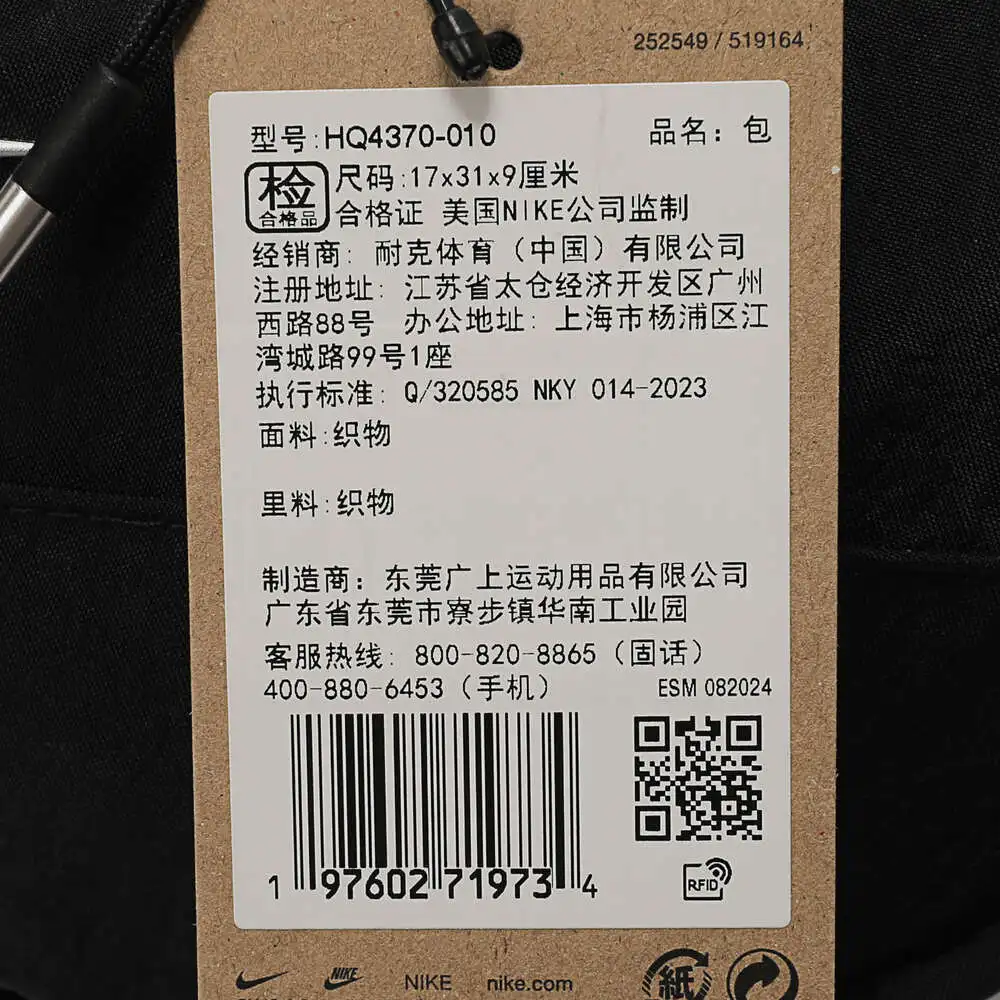 252549 / 519164
型号:HQ4370-010 品名：包
检
合格品
尺码:17x31x9厘米
合格证 美国NIKE公司监制
经销商：耐克体育（中国）有限公司
注册地址：江苏省太仓经济开发区广州
西路88号 办公地址：上海市杨浦区江
湾城路99号1座
执行标准：Q/320585 NKY 014-2023
面料:织物
里料:织物
制造商：东莞广上运动用品有限公司
广东省东莞市寮步镇华南工业园
客服热线：800-820-8865（固话）
400-880-6453（手机）
ESM 082024
1 97602 71973 4
RFID
NIKE NIKE nike.com
紙